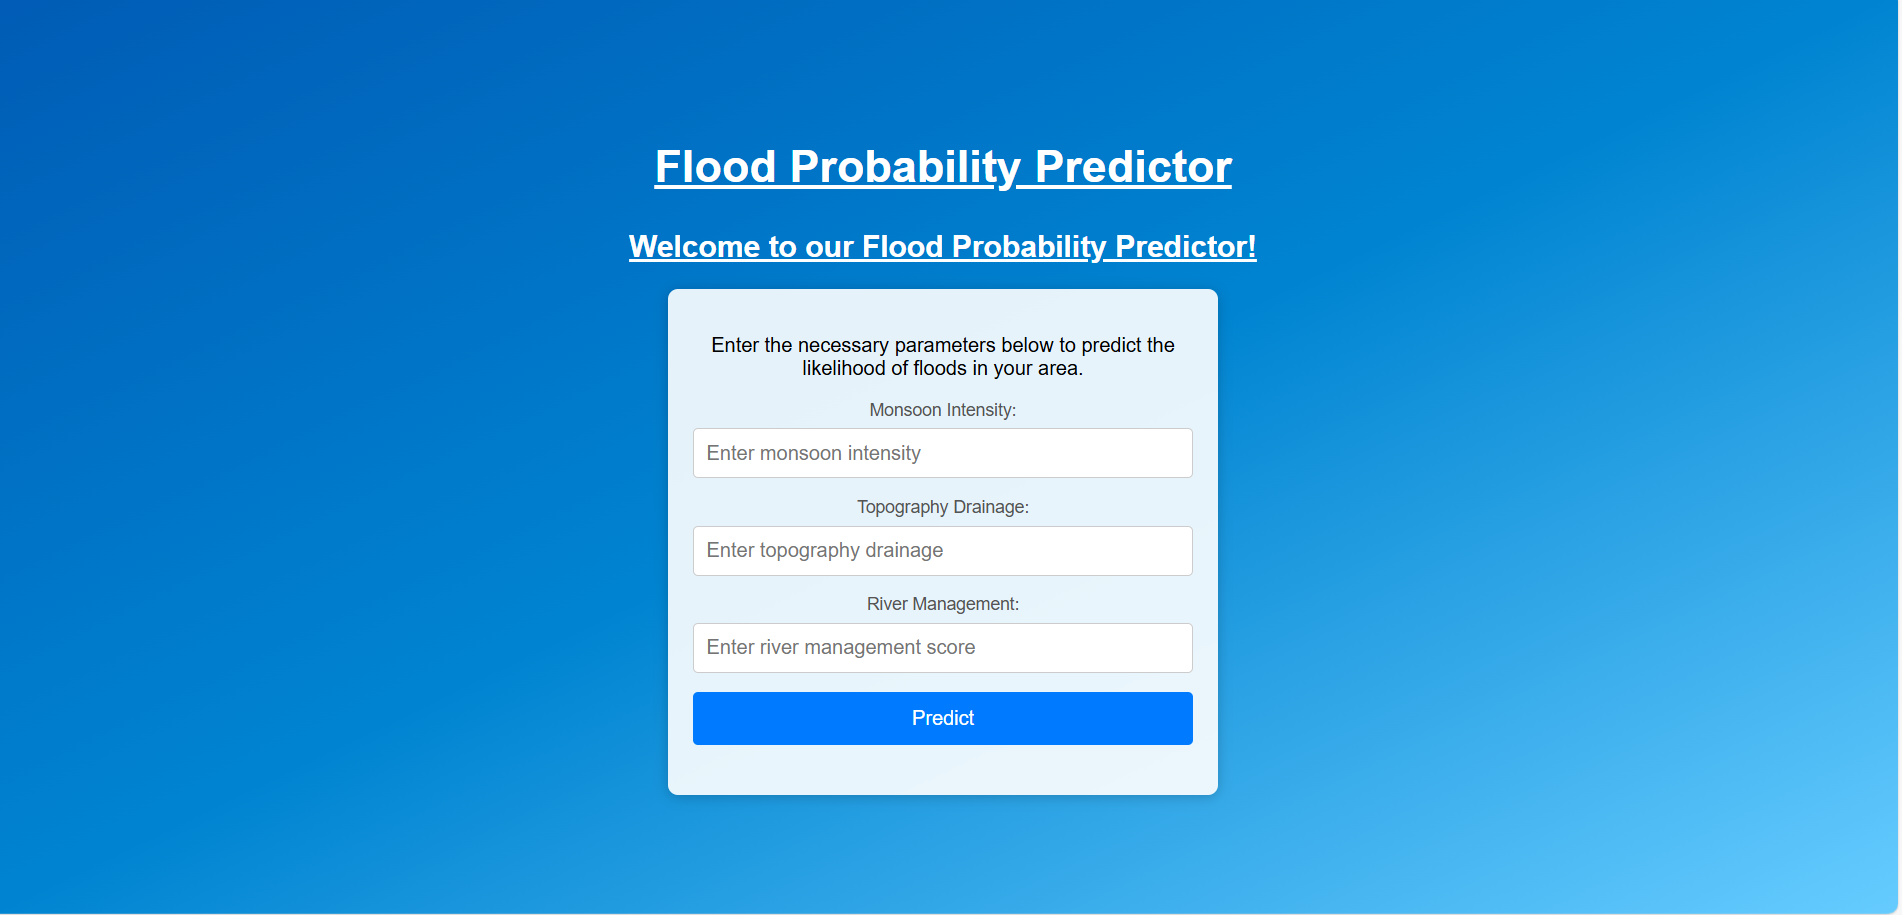 Flood Probability Predictor
Welcome to our Flood Probability Predictor!
Enter the necessary parameters below to predict the
likelihood of floods in your area.
Monsoon Intensity:
Enter monsoon intensity
Topography Drainage:
Enter topography drainage
River Management:
Enter river management score
Predict